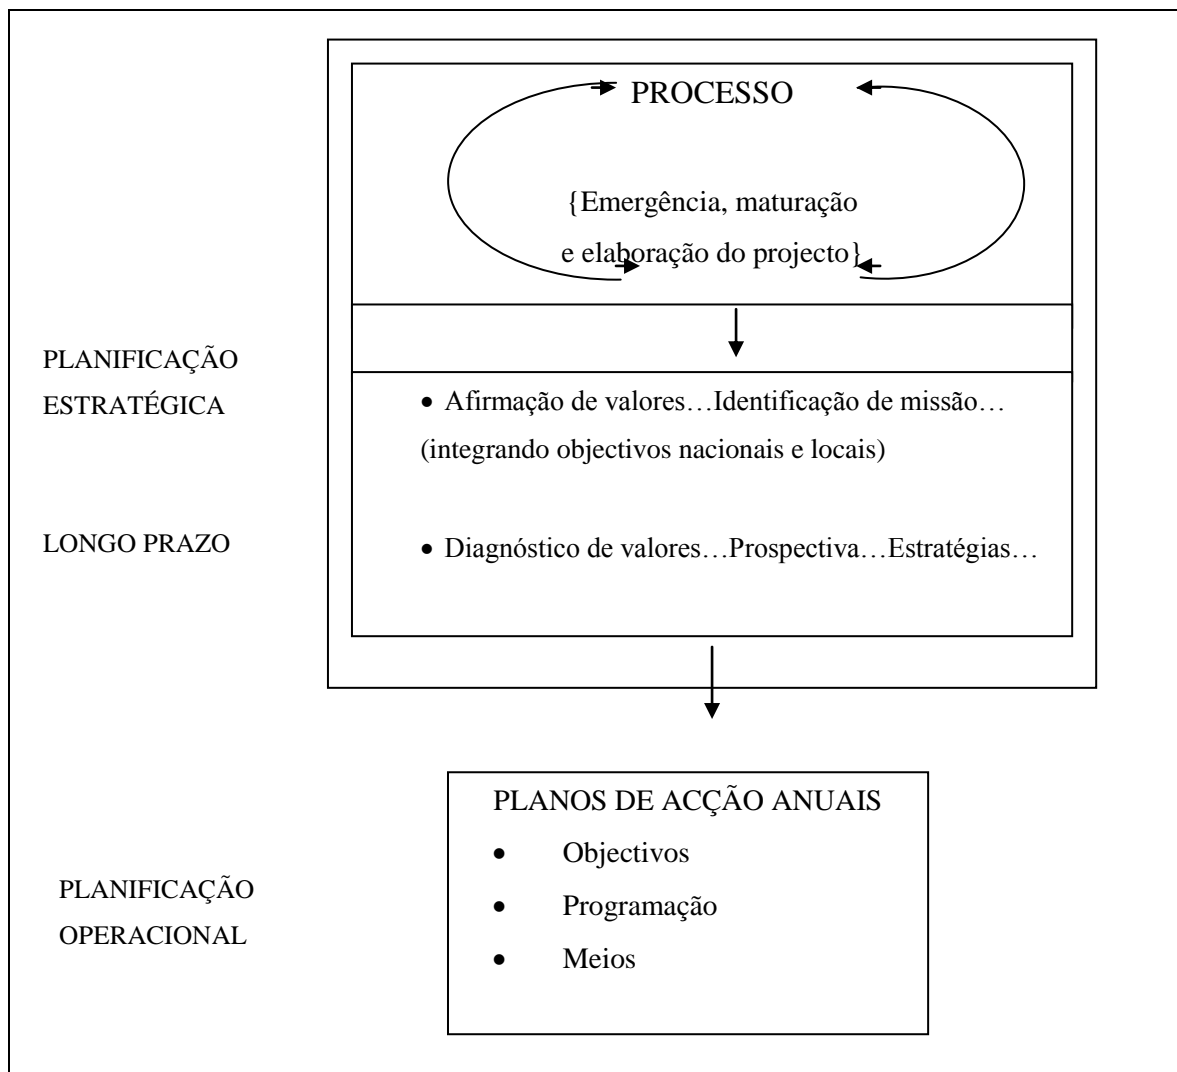 PROCESSO
{Emergência, maturação
e elaboração do projecto}
PLANIFICAÇÃO
ESTRATÉGICA
• Afirmação de valores…Identificação de missão…
(integrando objectivos nacionais e locais)
LONGO PRAZO
• Diagnóstico de valores…Prospectiva…Estratégias…
PLANOS DE ACÇÃO ANUAIS
• Objectivos
• Programação
• Meios
PLANIFICAÇÃO
OPERACIONAL